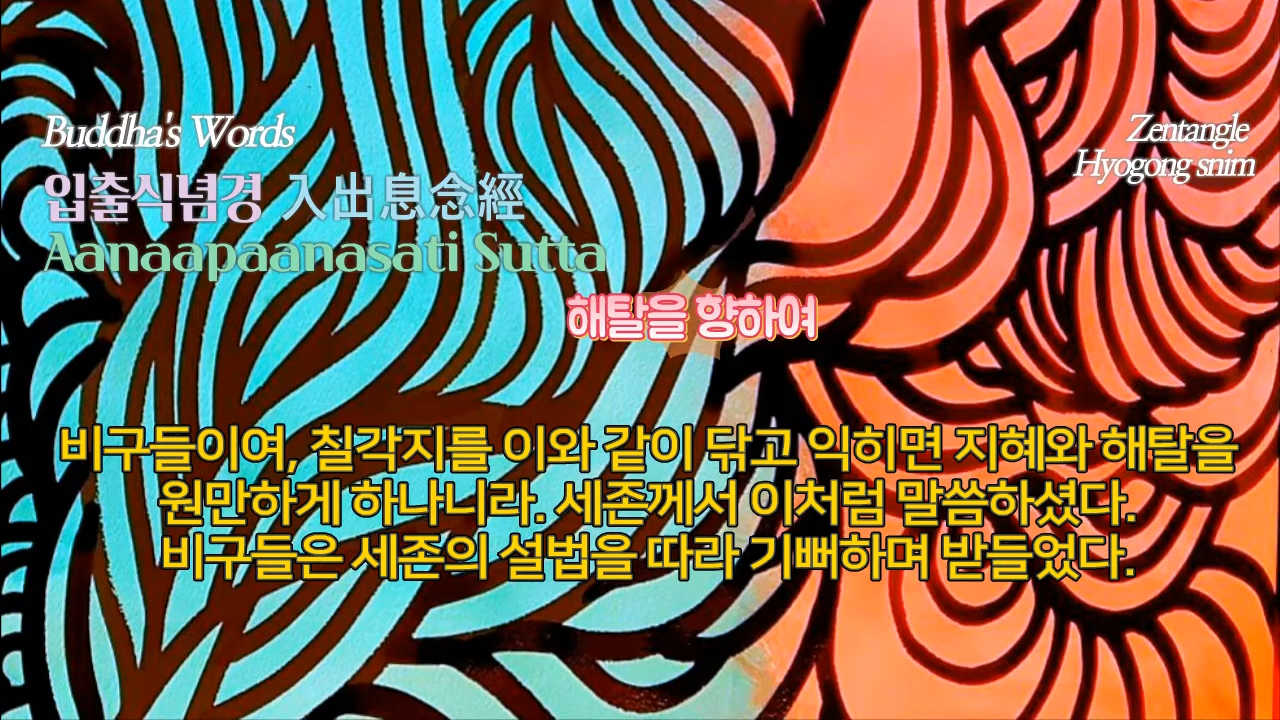 Buddha's Words
Zentangle
Hyogong snim
입출식념경 入出息念經
Aanaapaanasati Sutta
해탈을 향하여
비구들이여, 칠각지를 이와 같이 닦고 익히면 지혜와 해탈을
원만하게 하나니라. 세존께서 이처럼 말씀하셨다.
비구들은 세존의 설법을 따라 기뻐하며 받들었다.